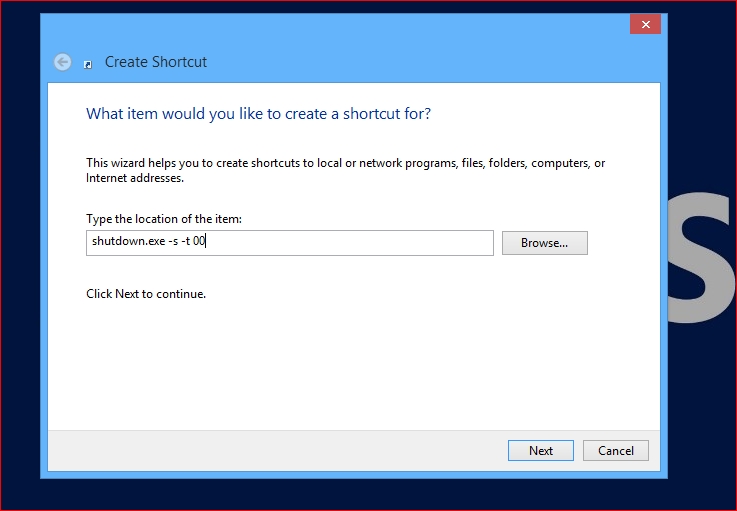 Create Shortcut
What item would you like to create a shortcut for?
This wizard helps you to create shortcuts to local or network programs, files, folders, computers, or
Internet addresses.
Type the location of the item:
shutdown.exe -s -t 00
Browse...
Click Next to continue.
S
Next
Cancel